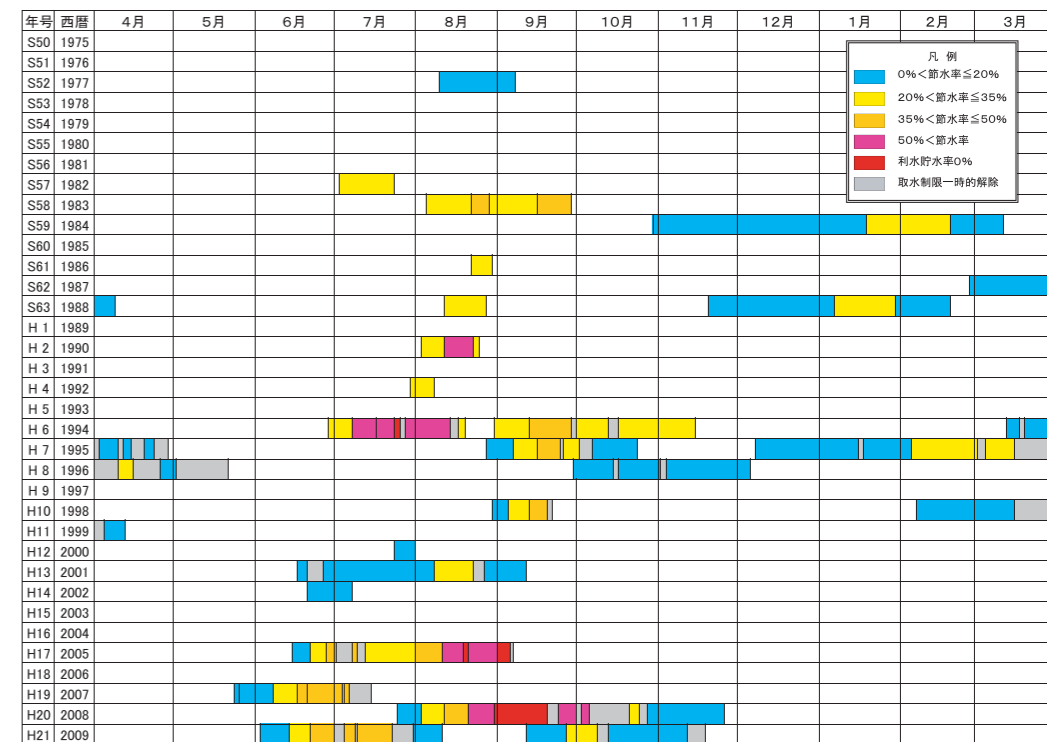 年号 西暦 4月 5月 6月 7月 8月 9月 10月 11月 12月 1月 2月 3月
S50 1975
S51 1976
S52 1977
S53 1978
S54 1979
S55 1980
S56 1981
S57 1982
S58 1983
S59 1984
S60 1985
S61 1986
S62 1987
S63 1988
H 1 1989
H 2 1990
H 3 1991
H 4 1992
H 5 1993
H 6 1994
H 7 1995
H 8 1996
H 9 1997
H10 1998
H11 1999
H12 2000
H13 2001
H14 2002
H15 2003
H16 2004
H17 2005
H18 2006
H19 2007
H20 2008
H21 2009
凡 例
0%<節水率≦20%
20%<節水率≦35%
35%<節水率≦50%
50%<節水率
利水貯水率0%
取水制限一時的解除